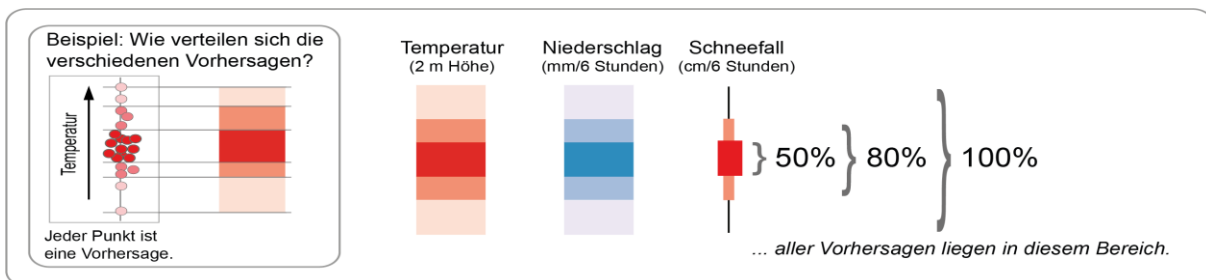 Beispiel: Wie verteilen sich die
verschiedenen Vorhersagen?
Temperatur
Jeder Punkt ist
eine Vorhersage.
Temperatur
(2 m Höhe)
Niederschlag
(mm/6 Stunden)
Schneefall
(cm/6 Stunden)
50%
80%
100%
... aller Vorhersagen liegen in diesem Bereich.